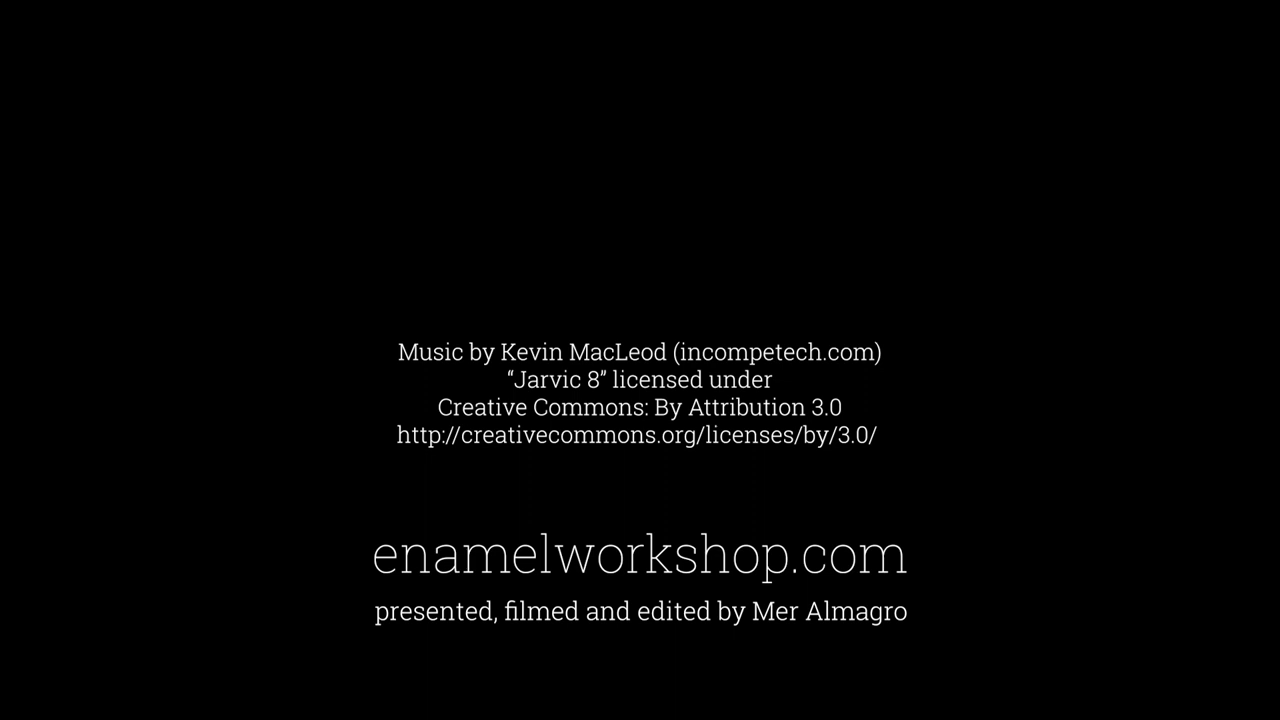 Music by Kevin MacLeod (incompetech.com)
“Jarvic 8” licensed under
Creative Commons: By Attribution 3.0
http://creativecommons.org/licenses/by/3.0/
enamelworkshop.com
presented, filmed and edited by Mer Almagro